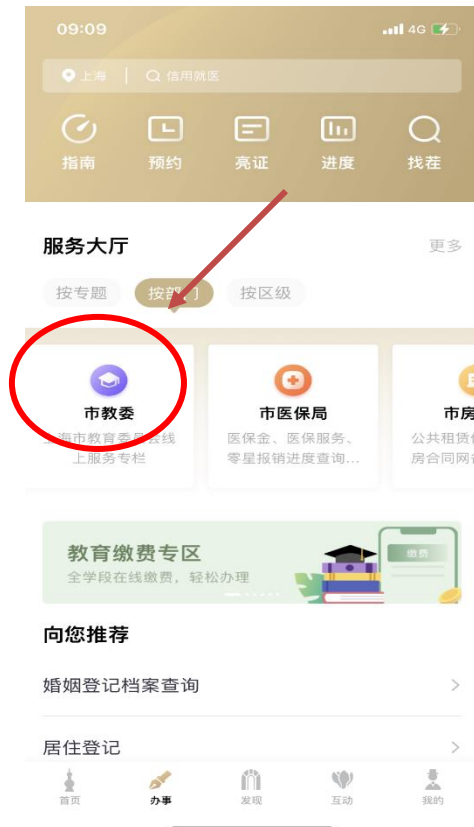 09:09
4G
上海
信用就医
指南 预约 亮证 进度 找茬
服务大厅 更多
按专题 按部门 按区级
市教委 市医保局 市房
上海市教育委员会线 医保金、医保服务、 公共租赁
上服务专栏 零星报销进度查询... 房合同网
教育缴费专区
缴费
全学段在线缴费，轻松办理
向您推荐
婚姻登记档案查询
居住登记
首页 办事 发现 互动 我的